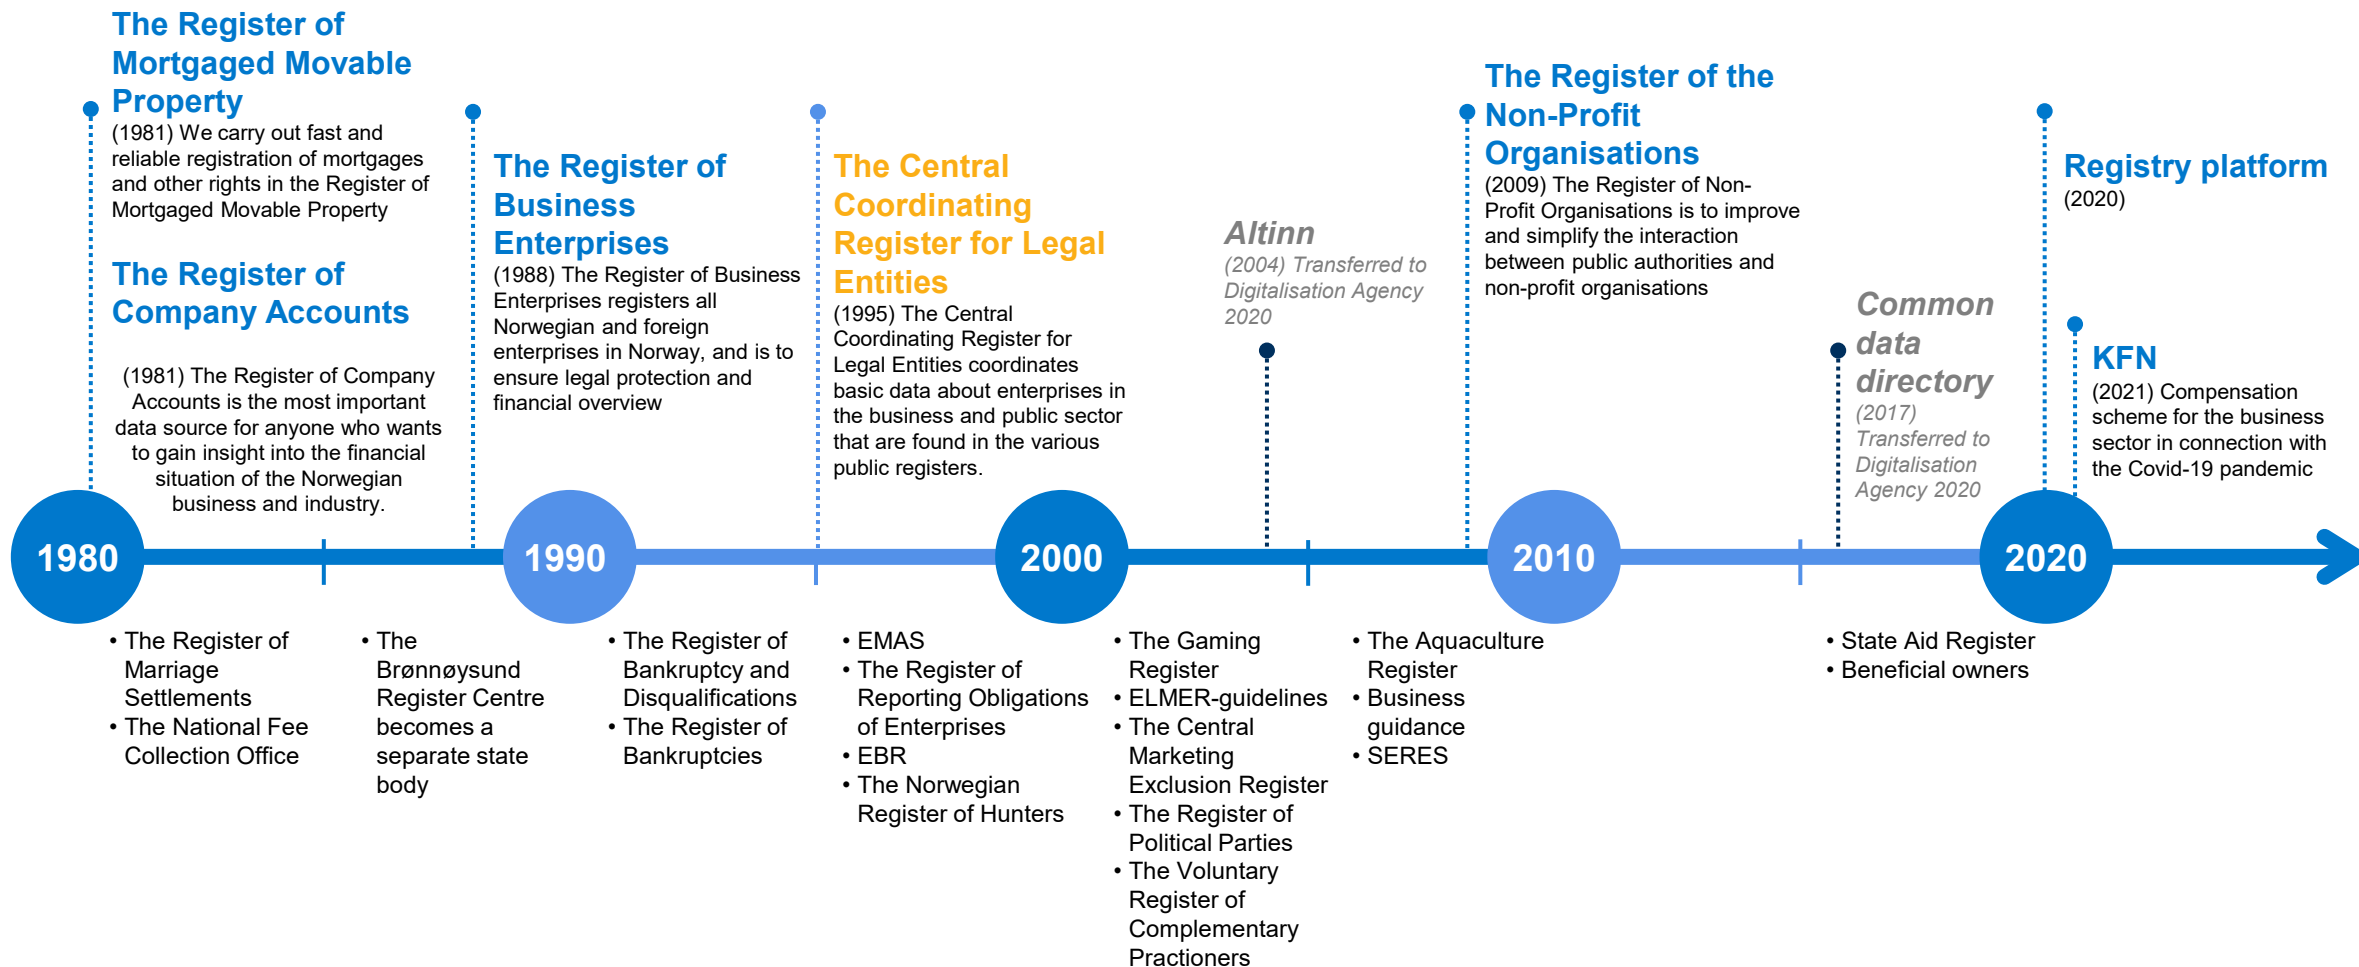 The Register of
Mortgaged Movable
Property
(1981) We carry out fast and
reliable registration of mortgages
and other rights in the Register of
Mortgaged Movable Property
The Register of
Company Accounts
(1981) The Register of Company
Accounts is the most important
data source for anyone who wants
to gain insight into the financial
situation of the Norwegian
business and industry.
The Register of
Business
Enterprises
(1988) The Register of Business
Enterprises registers all
Norwegian and foreign
enterprises in Norway, and is to
ensure legal protection and
financial overview
The Central
Coordinating
Register for Legal
Entities
(1995) The Central
Coordinating Register for
Legal Entities coordinates
basic data about enterprises in
the business and public sector
that are found in the various
public registers.
Altinn
(2004) Transferred to
Digitalisation Agency
2020
The Register of the
Non-Profit
Organisations
(2009) The Register of Non-
Profit Organisations is to improve
and simplify the interaction
between public authorities and
non-profit organisations
Common
data
directory
(2017)
Transferred to
Digitalisation
Agency 2020
Registry platform
(2020)
KFN
(2021) Compensation
scheme for the business
sector in connection with
the Covid-19 pandemic
1980
1990
2000
2010
2020
• The Register of
Marriage
Settlements
• The National Fee
Collection Office
• The
Brønnøysund
Register Centre
becomes a
separate state
body
• The Register of
Bankruptcy and
Disqualifications
• The Register of
Bankruptcies
• EMAS
• The Register of
Reporting Obligations
of Enterprises
• EBR
• The Norwegian
Register of Hunters
• The Gaming
Register
• ELMER-guidelines
• The Central
Marketing
Exclusion Register
• The Register of
Political Parties
• The Voluntary
Register of
Complementary
Practioners
• The Aquaculture
Register
• Business
guidance
• SERES
• State Aid Register
• Beneficial owners